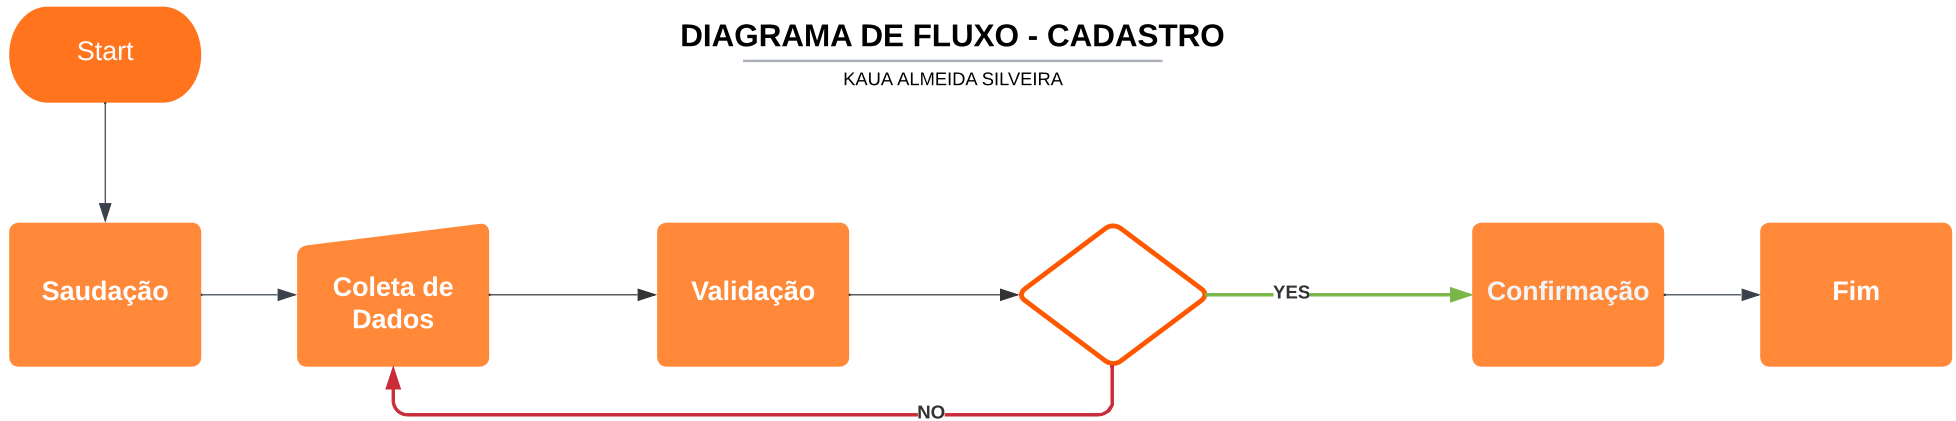 Start
DIAGRAMA DE FLUXO - CADASTRO
KAUA ALMEIDA SILVEIRA
Saudação
Coleta de
Dados
Validação
YES
Confirmação
Fim
NO